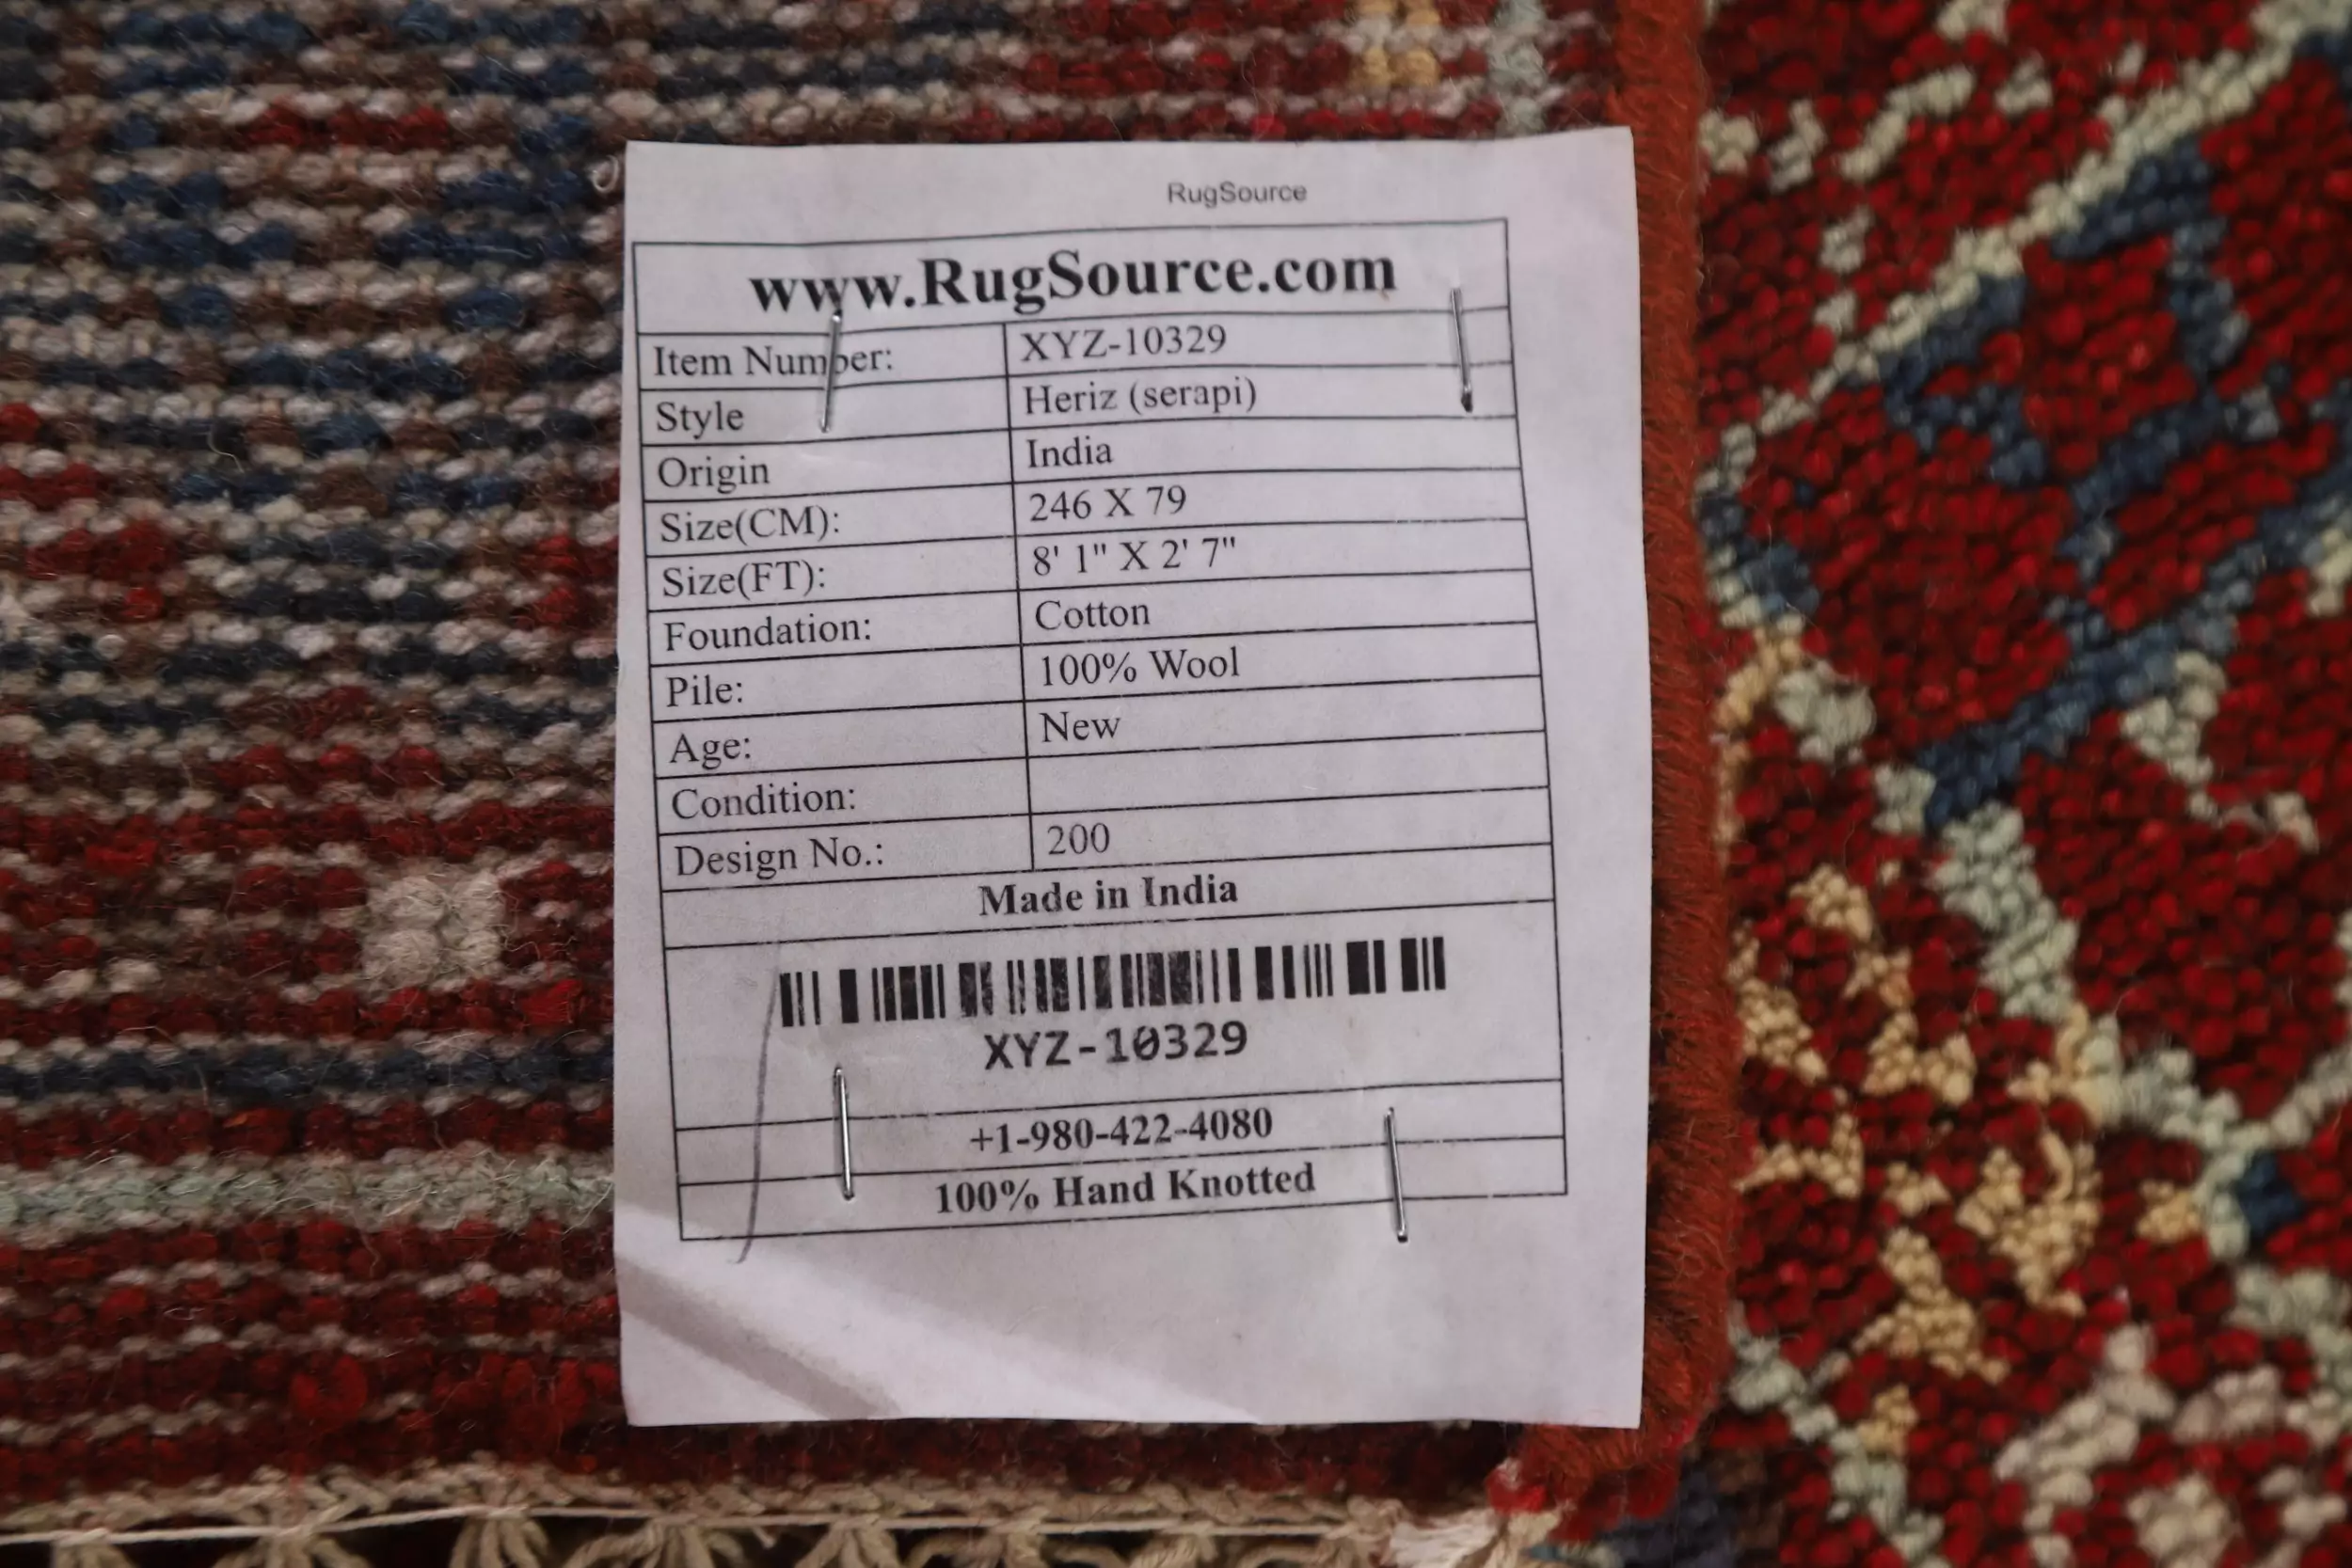 RugSource
www.RugSource.com
Item Number: XYZ-10329
Style Heriz (serapi)
Origin India
Size(CM): 246 X 79
Size(FT): 8' 1" X 2' 7"
Foundation: Cotton
Pile: 100% Wool
Age: New
Condition:
Design No.: 200
Made in India
XYZ-10329
+1-980-422-4080
100% Hand Knotted